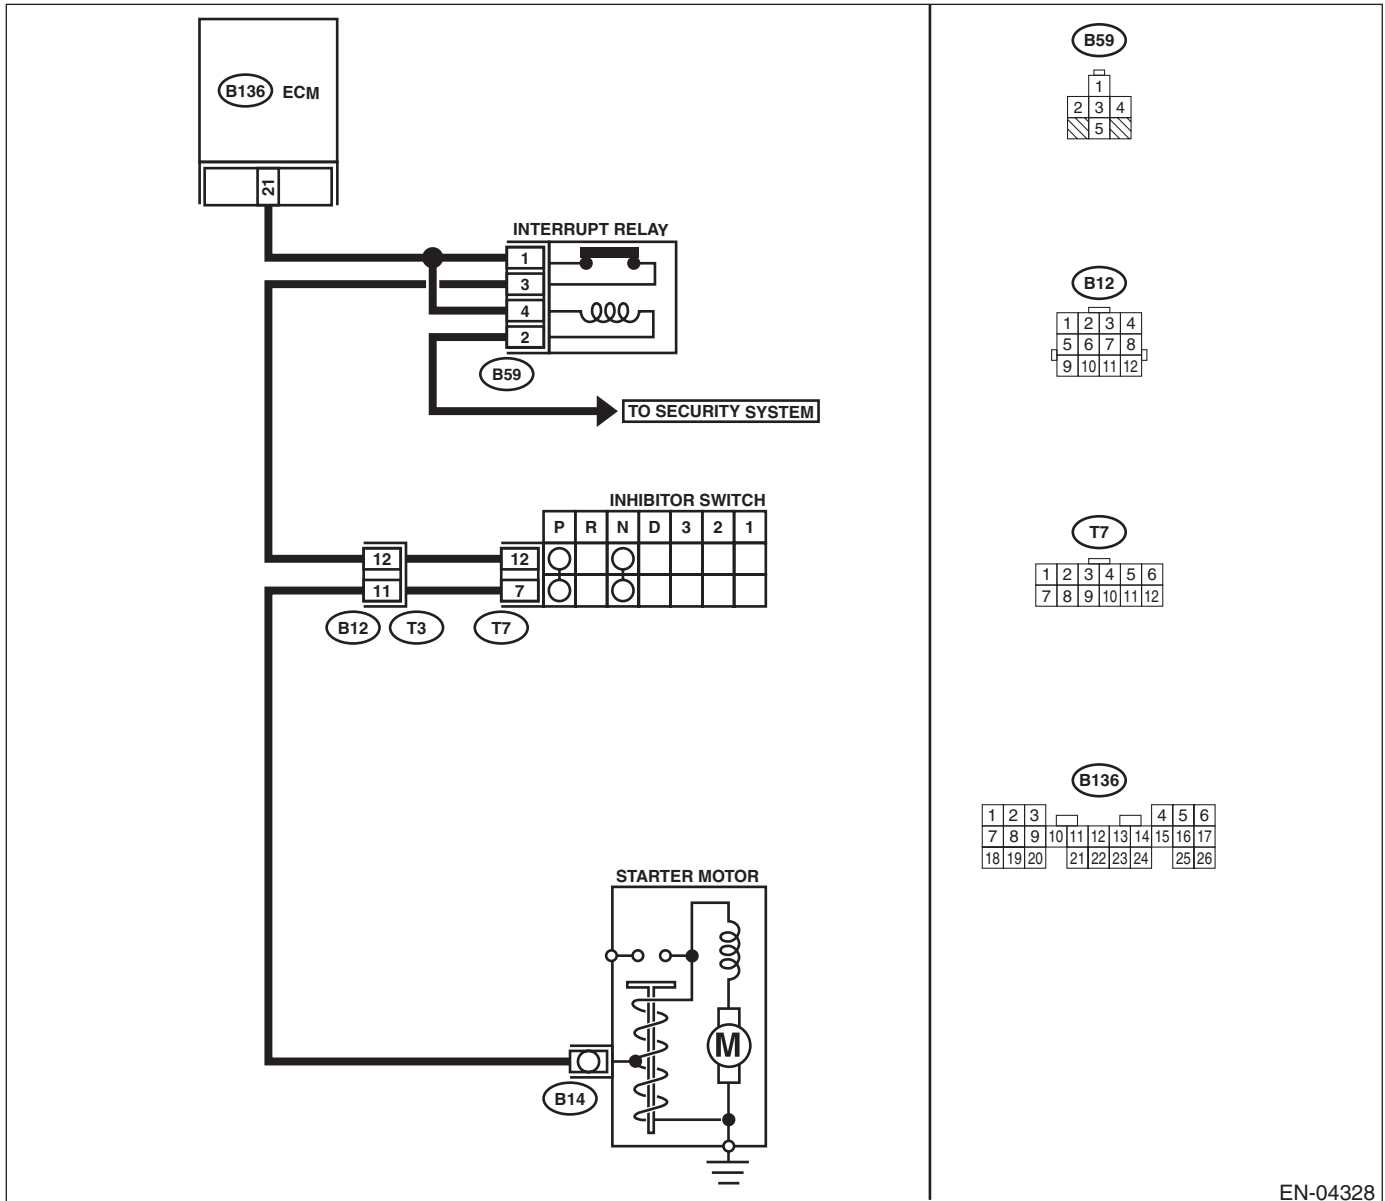 B136 ECM
21
INTERRUPT RELAY
1
3
4
2
B59
TO SECURITY SYSTEM
INHIBITOR SWITCH
P R N D 3 2 1
12 12
11 7
B12 T3 T7
STARTER MOTOR
M
B14
B59
1
2 3 4
5
B12
1 2 3 4
5 6 7 8
9 10 11 12
T7
1 2 3 4 5 6
7 8 9 10 11 12
B136
1 2 3 4 5 6
7 8 9 10 11 12 13 14 15 16 17
18 19 20 21 22 23 24 25 26
EN-04328